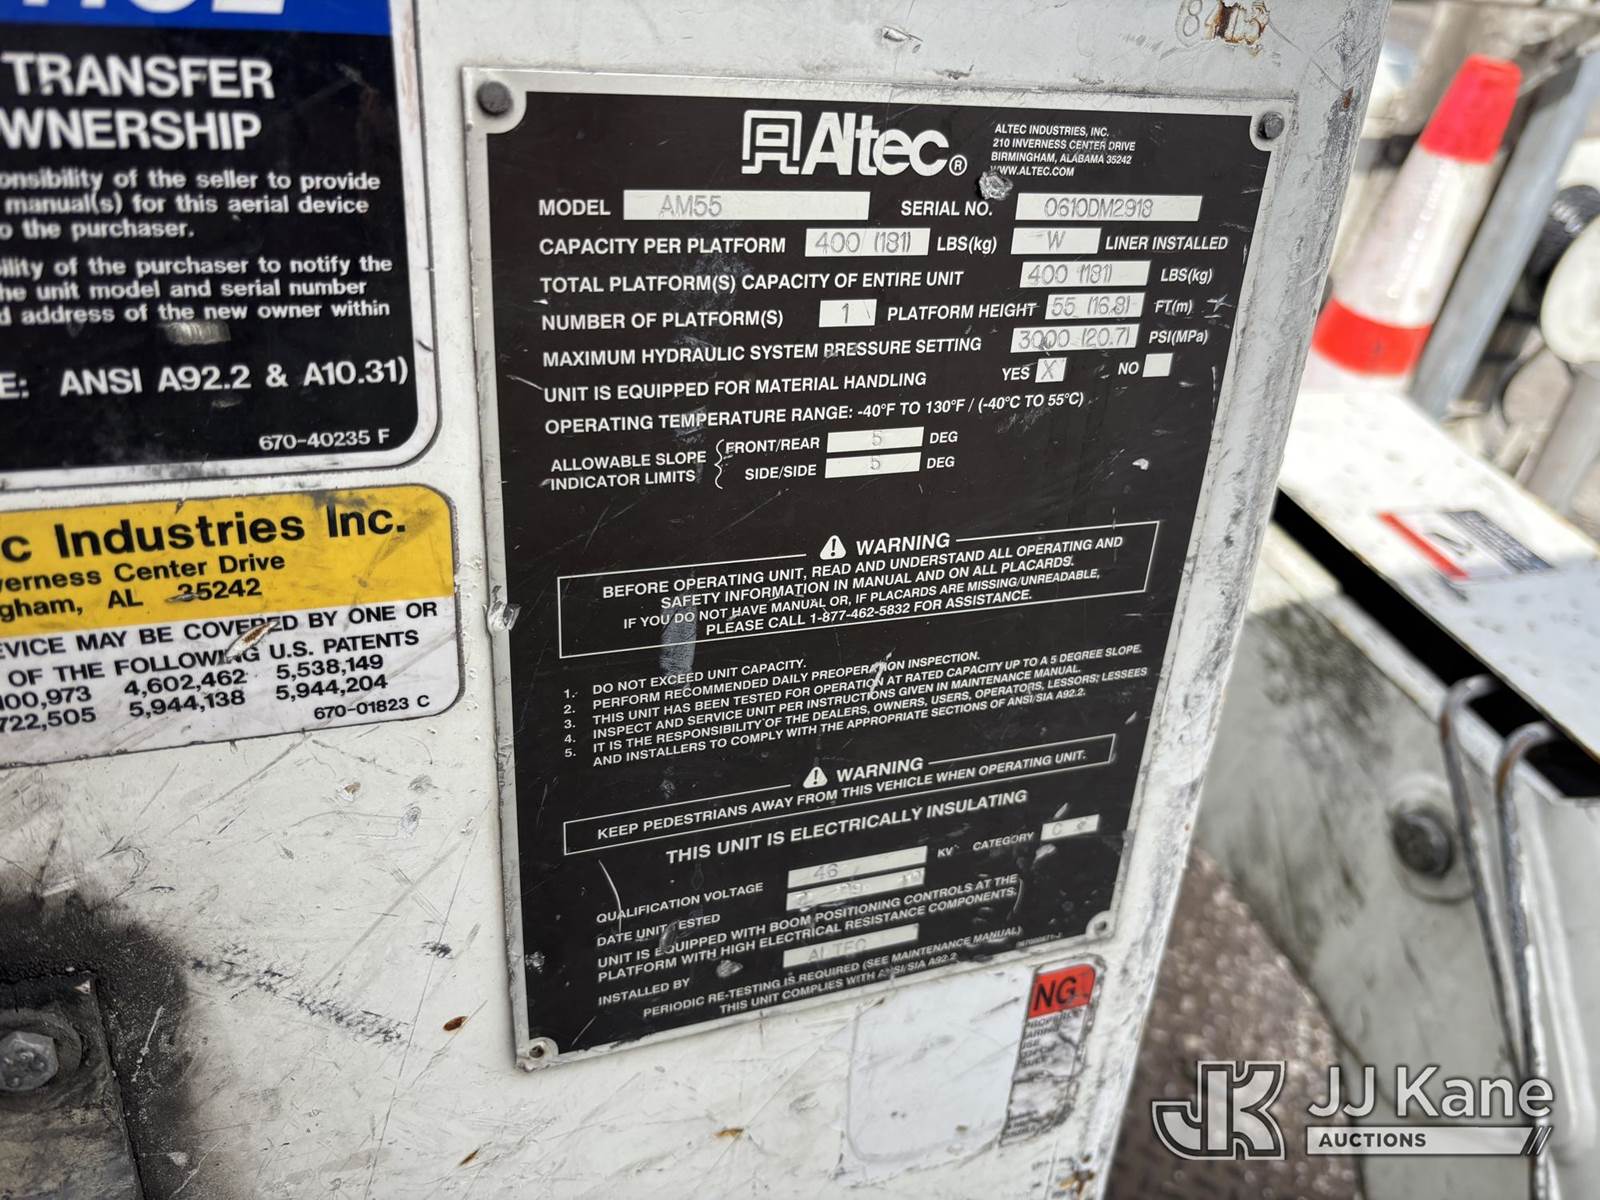 TRANSFER
WNERSHIP
onsibility of the seller to provide
manual(s) for this aerial device
o the purchaser.
ility of the purchaser to notify the
he unit model and serial number
d address of the new owner within
E: ANSI A92.2 & A10.31)
670-40235 F
c Industries Inc.
verness Center Drive
gham, AL 35242
EVICE MAY BE COVERED BY ONE OR
OF THE FOLLOWING U.S. PATENTS
100,973 4,602,462 5,538,149
722,505 5,944,138 5,944,204
670-01823 C
Altec®
ALTEC INDUSTRIES, INC.
210 INVERNESS CENTER DRIVE
BIRMINGHAM, ALABAMA 35242
WWW.ALTEC.COM
MODEL AM55 SERIAL NO. 0610DM2918
CAPACITY PER PLATFORM 400 (181) LBS(kg) W LINER INSTALLED
TOTAL PLATFORM(S) CAPACITY OF ENTIRE UNIT 400 (181) LBS(kg)
NUMBER OF PLATFORM(S) 1 PLATFORM HEIGHT 55 (16.8) FT(m)
MAXIMUM HYDRAULIC SYSTEM PRESSURE SETTING 3000 (20.7) PSI(MPa)
UNIT IS EQUIPPED FOR MATERIAL HANDLING YES X NO
OPERATING TEMPERATURE RANGE: -40°F TO 130°F / (-40°C TO 55°C)
ALLOWABLE SLOPE INDICATOR LIMITS
FRONT/REAR 5 DEG
SIDE/SIDE 5 DEG
WARNING
BEFORE OPERATING UNIT, READ AND UNDERSTAND ALL OPERATING AND
SAFETY INFORMATION IN MANUAL AND ON ALL PLACARDS.
IF YOU DO NOT HAVE MANUAL OR, IF PLACARDS ARE MISSING/UNREADABLE,
PLEASE CALL 1-877-462-5832 FOR ASSISTANCE.
1. DO NOT EXCEED UNIT CAPACITY.
2. PERFORM RECOMMENDED DAILY PREOPERATION INSPECTION.
3. THIS UNIT HAS BEEN TESTED FOR OPERATION AT RATED CAPACITY UP TO A 5 DEGREE SLOPE.
4. INSPECT AND SERVICE UNIT PER INSTRUCTIONS GIVEN IN MAINTENANCE MANUAL.
5. IT IS THE RESPONSIBILITY OF THE DEALERS, OWNERS, USERS, OPERATORS, LESSORS, LESSEES
AND INSTALLERS TO COMPLY WITH THE APPROPRIATE SECTIONS OF ANSI/SIA A92.2.
WARNING
KEEP PEDESTRIANS AWAY FROM THIS VEHICLE WHEN OPERATING UNIT.
THIS UNIT IS ELECTRICALLY INSULATING
QUALIFICATION VOLTAGE 46 KV CATEGORY C
DATE UNIT TESTED
UNIT IS EQUIPPED WITH BOOM POSITIONING CONTROLS AT THE
PLATFORM WITH HIGH ELECTRICAL RESISTANCE COMPONENTS.
INSTALLED BY ALTEC
PERIODIC RE-TESTING IS REQUIRED (SEE MAINTENANCE MANUAL)
THIS UNIT COMPLIES WITH ANSI/SIA A92.2
NG
JK JJ Kane
AUCTIONS